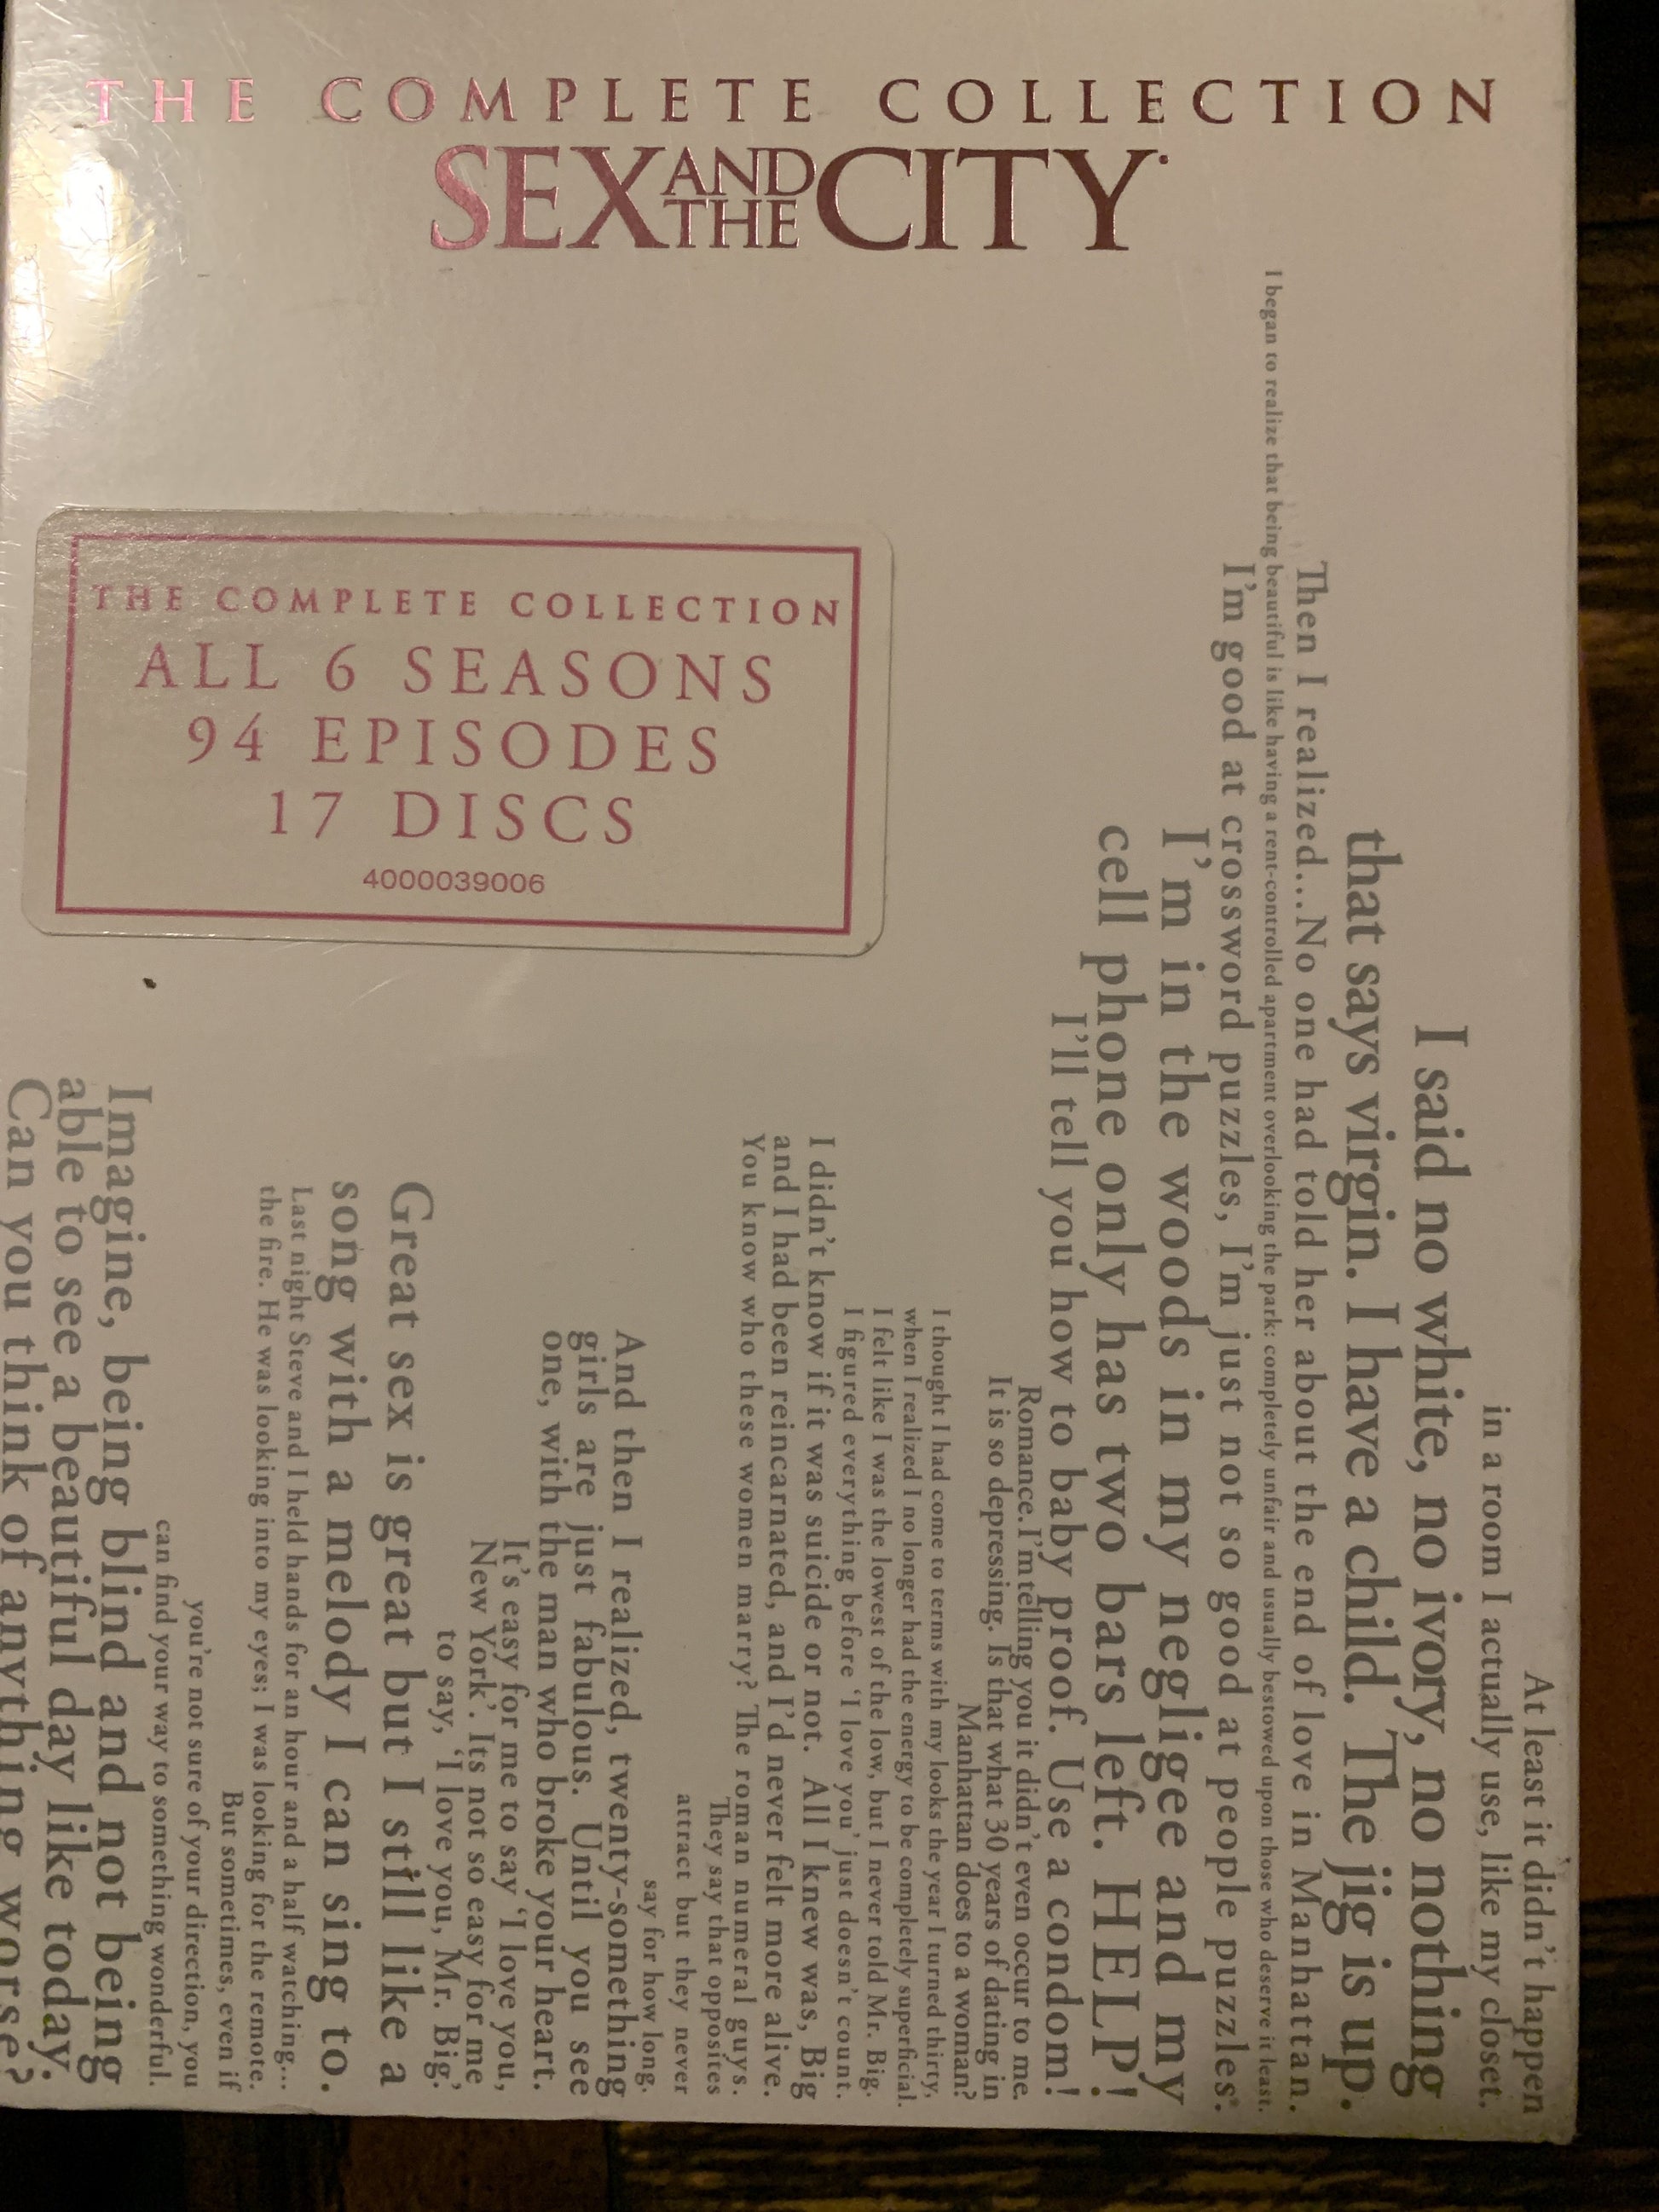 THE COMPLETE COLLECTION
SEX AND THE CITY
THE COMPLETE COLLECTION
ALL 6 SEASONS
94 EPISODES
17 DISCS
4000039006
At least it didn't happen
in a room I actually use, like my closet.
I said no white, no ivory, no nothing
that says virgin. I have a child. The jig is up.
Then I realized...No one had told her about the end of love in Manhattan.
I began to realize that being beautiful is like having a rent-controlled apartment overlooking the park: completely unfair and usually bestowed upon those who deserve it least.
I'm good at crossword puzzles, I'm just not so good at people puzzles.
I'm in the woods in my negligee and my
cell phone only has two bars left. HELP!
I'll tell you how to baby proof. Use a condom!
Romance. I'm telling you it didn't even occur to me.
It is so depressing. Is that what 30 years of dating in
Manhattan does to a woman?
I thought I had come to terms with my looks the year I turned thirty,
when I realized I no longer had the energy to be completely superficial.
I felt like I was the lowest of the low, but I never told Mr. Big.
I figured everything before 'I love you' just doesn't count.
I didn't know if it was suicide or not. All I knew was, Big
and I had been reincarnated, and I'd never felt more alive.
You know who these women marry? The roman numeral guys.
They say that opposites
attract but they never
say for how long.
And then I realized, twenty-something
girls are just fabulous. Until you see
one, with the man who broke your heart.
It's easy for me to say 'I love you,
New York'. Its not so easy for me
to say, 'I love you, Mr. Big.'
Great sex is great but I still like a
song with a melody I can sing to.
Last night Steve and I held hands for an hour and a half watching...
the fire. He was looking into my eyes; I was looking for the remote.
But sometimes, even if
you're not sure of your direction, you
can find your way to something wonderful.
Imagine, being blind and not being
able to see a beautiful day like today.
Can you think of anything worse?